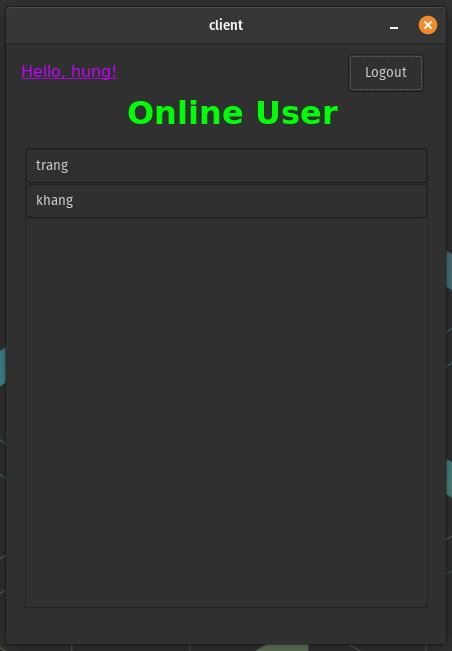 client
Hello, hung!
Logout
Online User
trang
khang